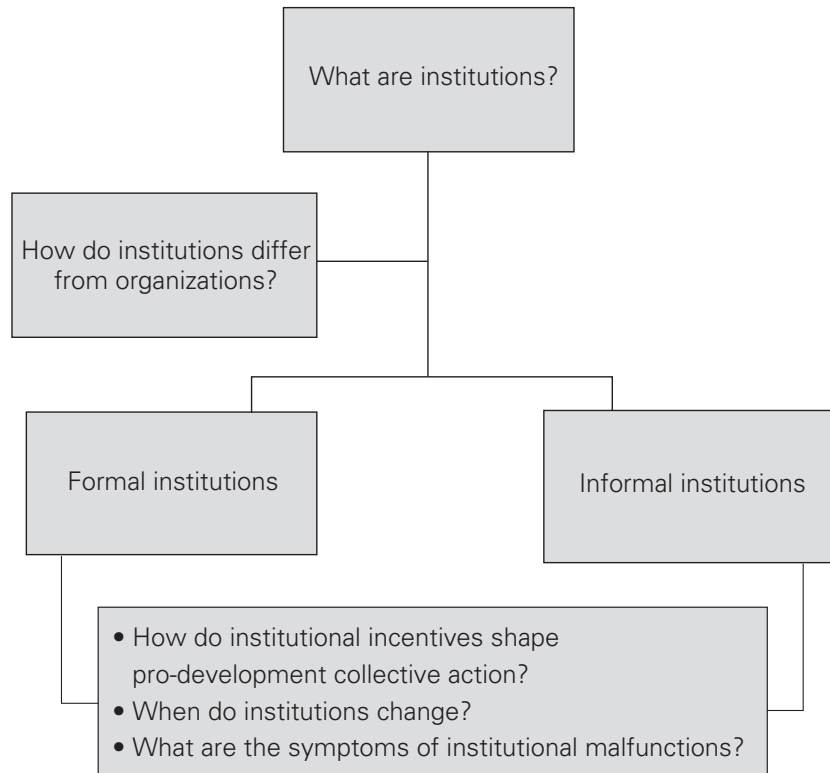 What are institutions?
How do institutions differ
from organizations?
Formal institutions
Informal institutions
• How do institutional incentives shape
pro-development collective action?
• When do institutions change?
• What are the symptoms of institutional malfunctions?